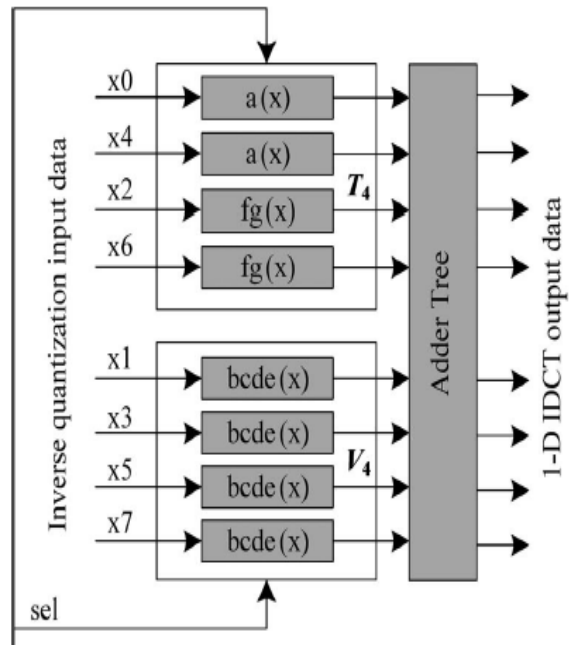 x0
a(x)
x4
a(x)
x2
fg(x)
T4
x6
fg(x)
x1
bcde(x)
x3
bcde(x)
V4
x5
bcde(x)
x7
bcde(x)
sel
Inverse quantization input data
Adder Tree
1-D IDCT output data